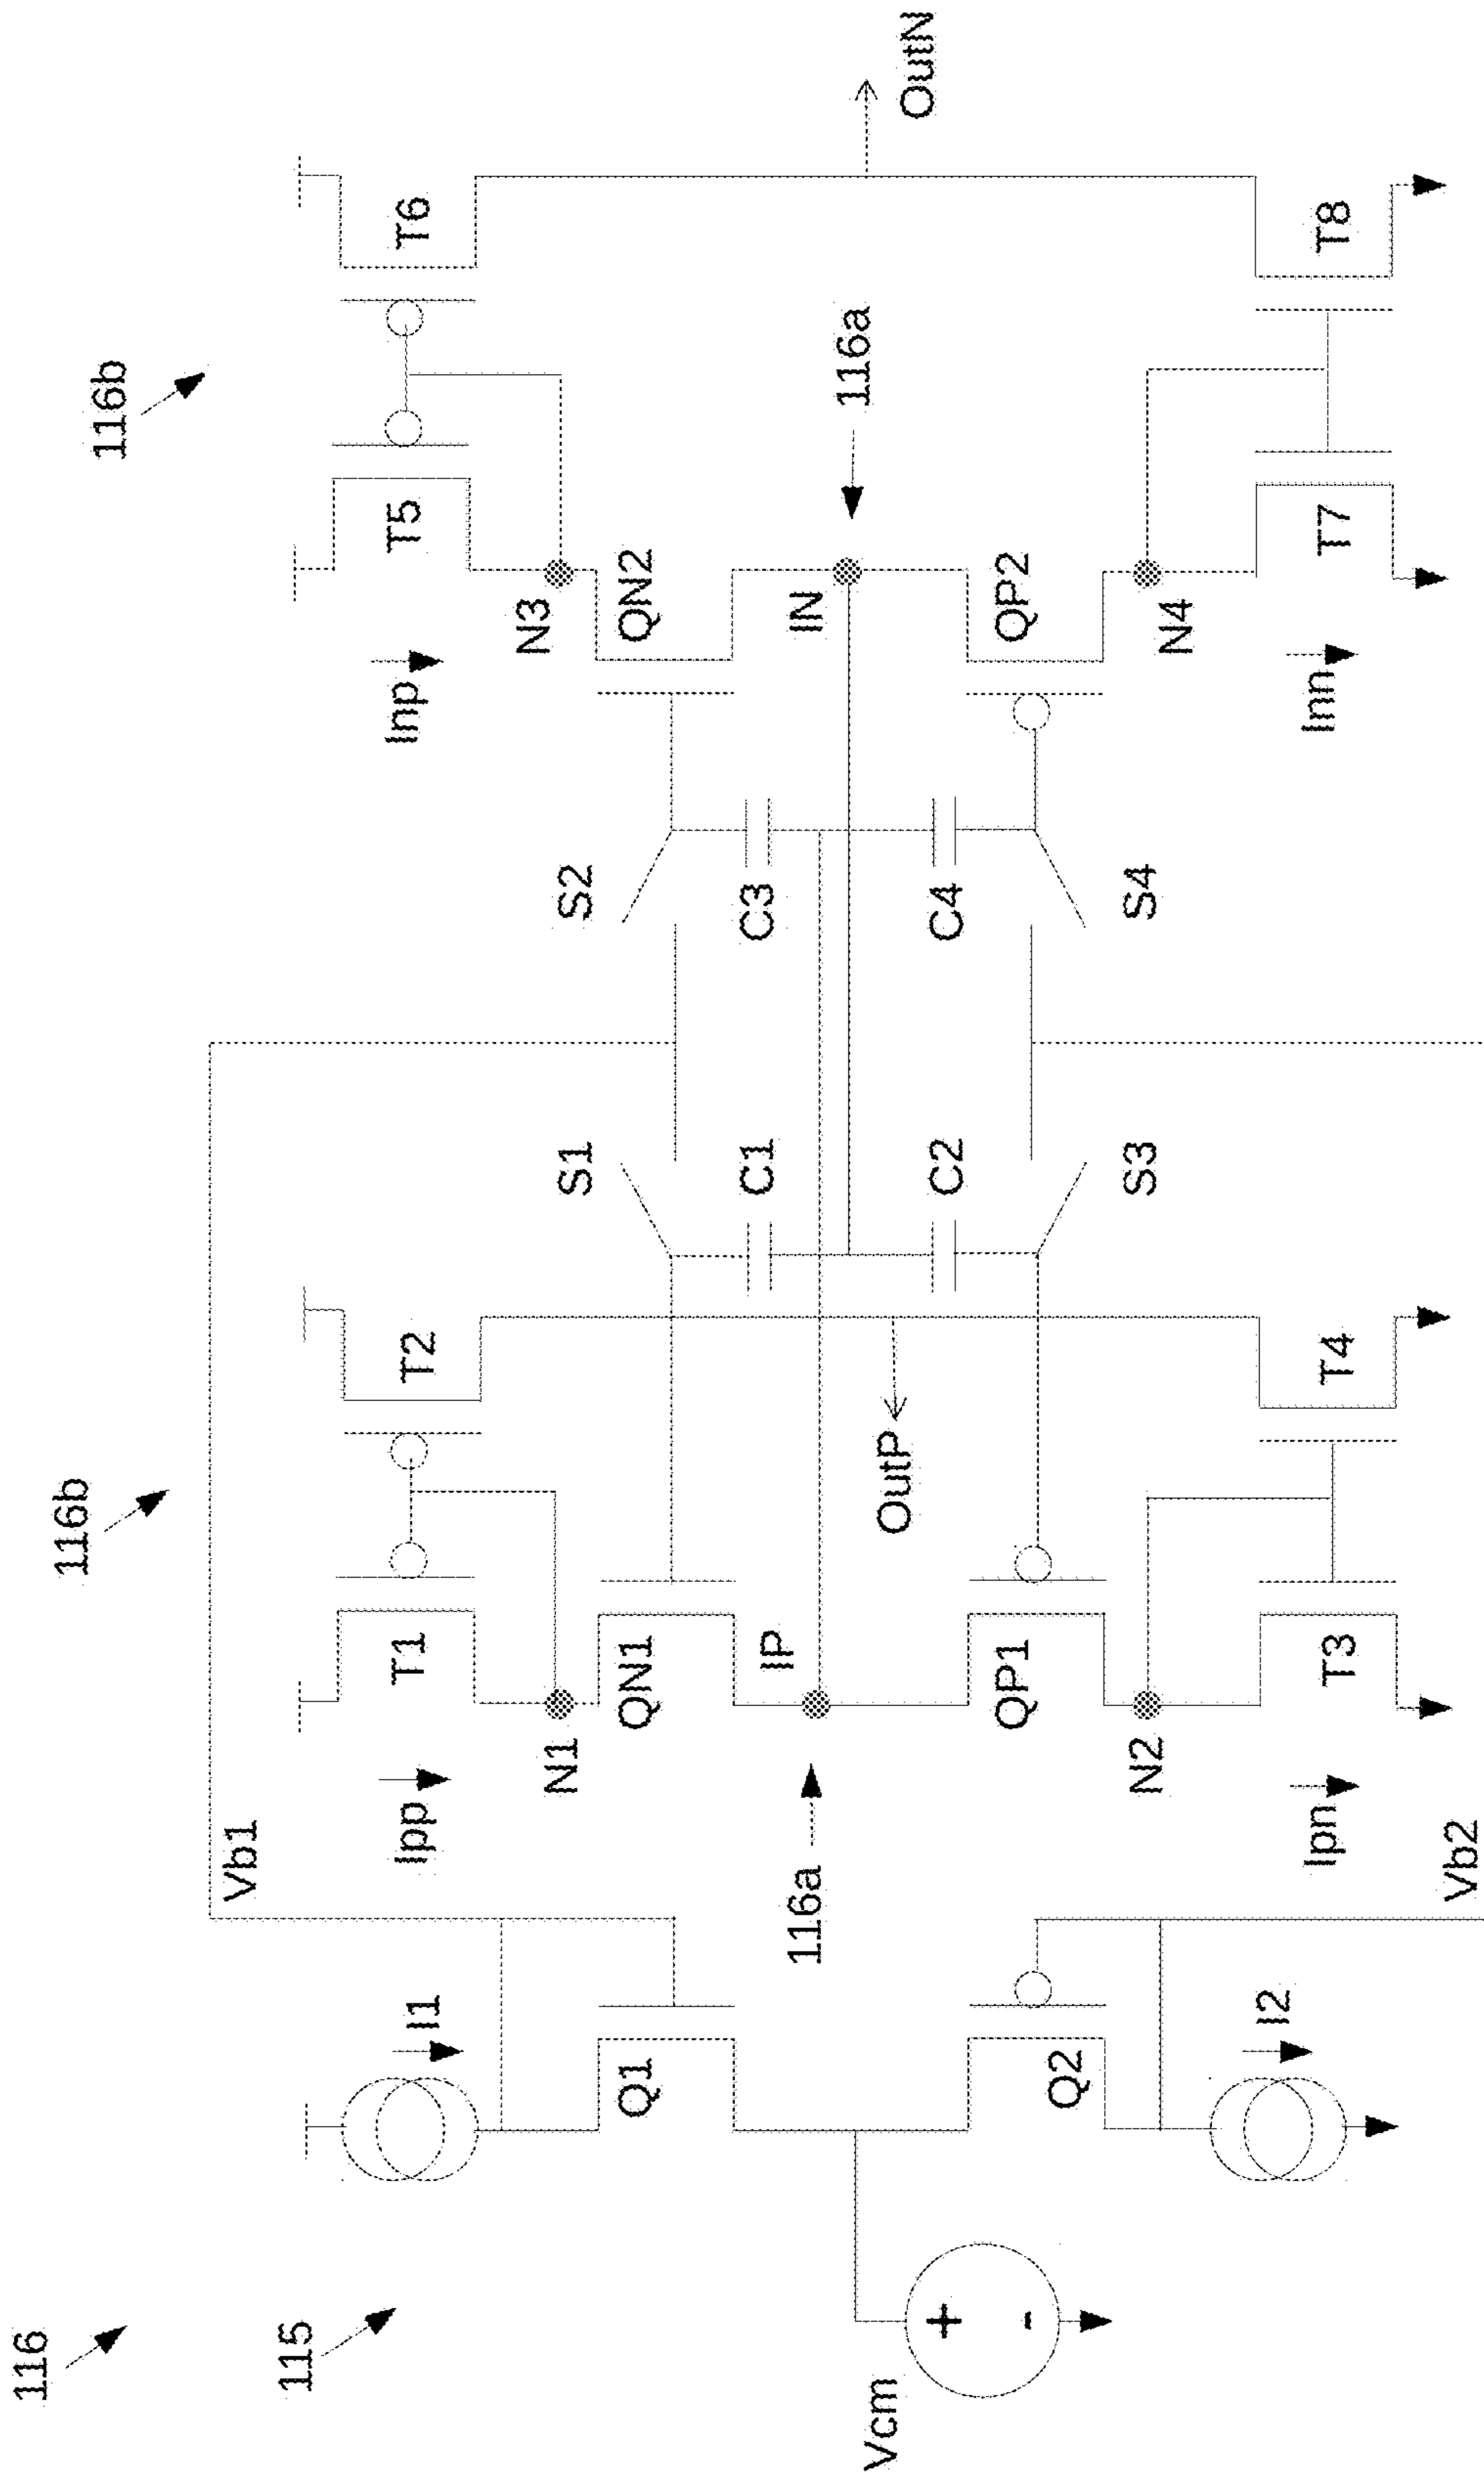 116
115
116b
116b
Vb1
I1
Ipp
T1
T2
Inp
T5
T6
N1
N3
Q1
QN1
S1
S2
QN2
IP
C1
C3
IN
116a
116a
Vcm
+
-
OutP
OutN
C2
C4
Q2
QP1
QP2
N2
S3
S4
N4
I2
Ipn
T3
T4
Inn
T7
T8
Vb2